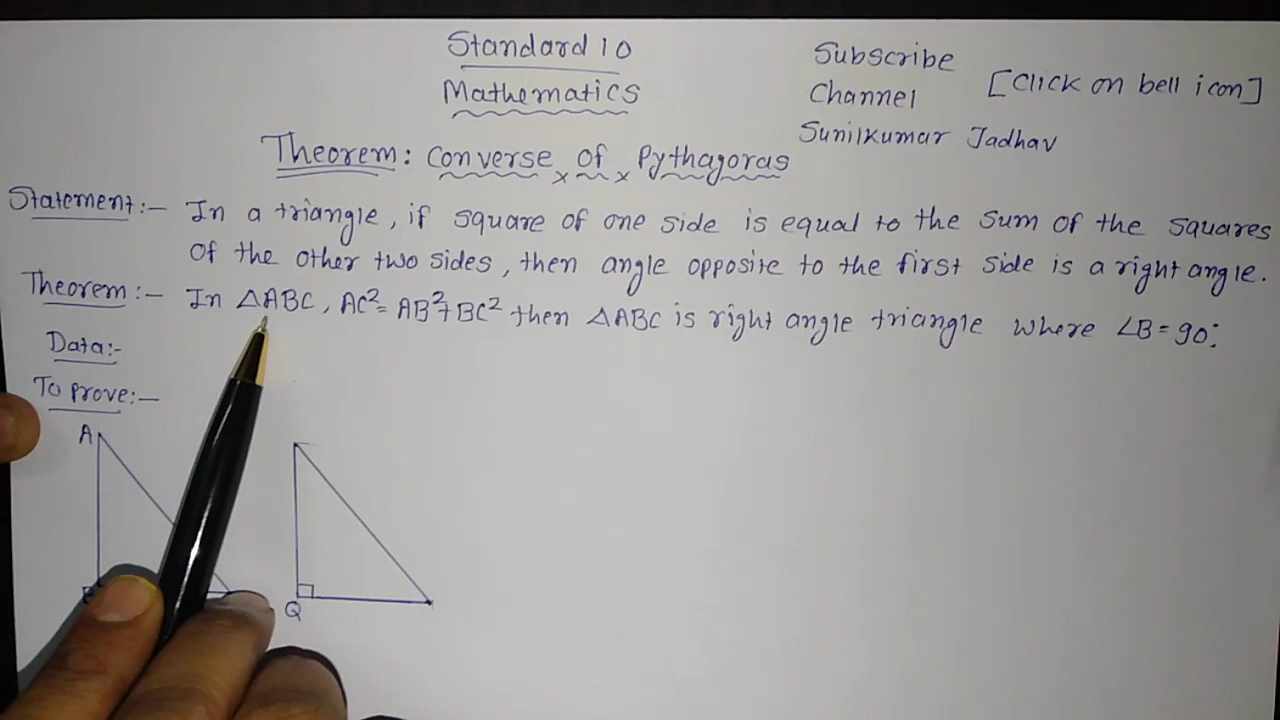 Standard 10
Mathematics
Subscribe
Channel [Click on bell icon]
Sunilkumar Jadhav
Theorem: Converse of Pythagoras
Statement:- In a triangle, if square of one side is equal to the sum of the squares
of the other two sides, then angle opposite to the first side is a right angle.
Theorem:- In △ABC, AC²=AB²+BC² then △ABC is right angle triangle where ∠B=90°.
Data:-
To prove:-
A
Q